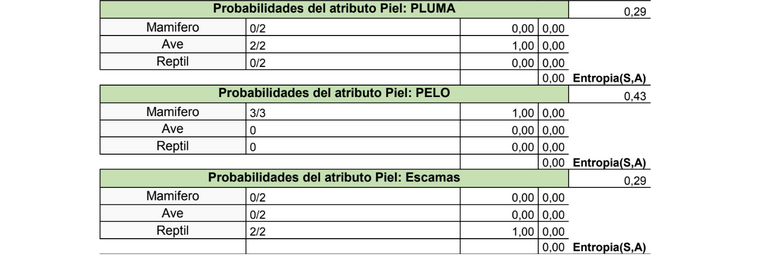 Probabilidades del atributo Piel: PLUMA 0,29
Mamifero 0/2 0,00 0,00
Ave 2/2 1,00 0,00
Reptil 0/2 0,00 0,00
0,00 Entropia(S,A)
Probabilidades del atributo Piel: PELO 0,43
Mamifero 3/3 1,00 0,00
Ave 0 0,00 0,00
Reptil 0 0,00 0,00
0,00 Entropia(S,A)
Probabilidades del atributo Piel: Escamas 0,29
Mamifero 0/2 0,00 0,00
Ave 0/2 0,00 0,00
Reptil 2/2 1,00 0,00
0,00 Entropia(S,A)